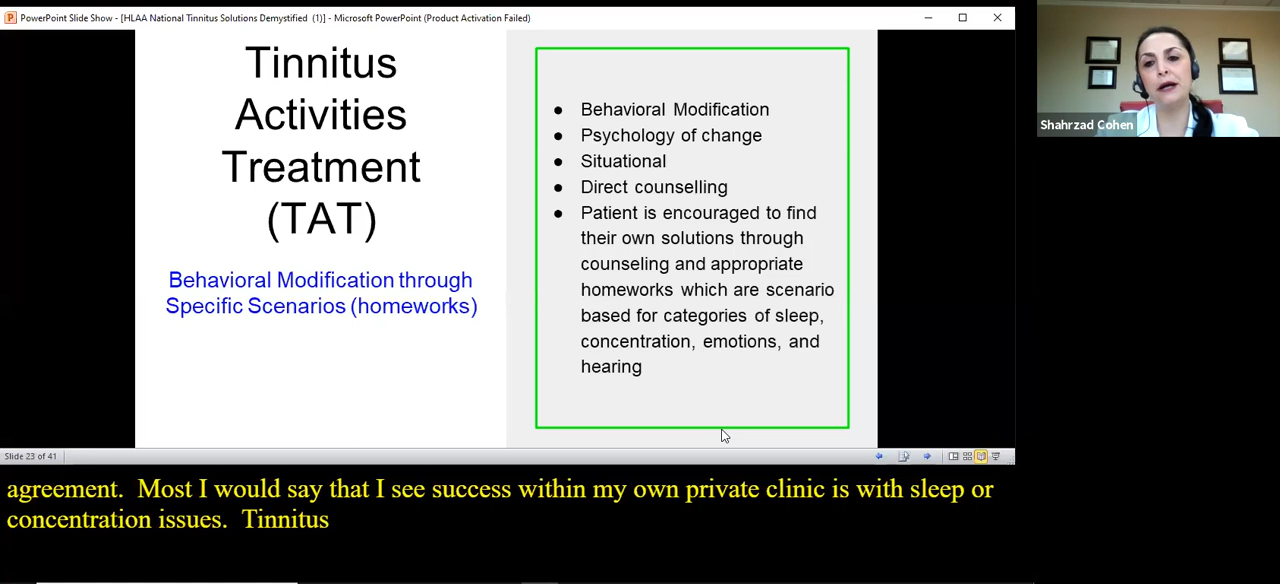 PowerPoint Slide Show - [HLAA National Tinnitus Solutions Demystified (1)] - Microsoft PowerPoint (Product Activation Failed)
Tinnitus
Activities
Treatment
(TAT)
Behavioral Modification through
Specific Scenarios (homeworks)
● Behavioral Modification
● Psychology of change
● Situational
● Direct counselling
● Patient is encouraged to find
their own solutions through
counseling and appropriate
homeworks which are scenario
based for categories of sleep,
concentration, emotions, and
hearing
Shahrzad Cohen
Slide 23 of 41
agreement. Most I would say that I see success within my own private clinic is with sleep or
concentration issues. Tinnitus